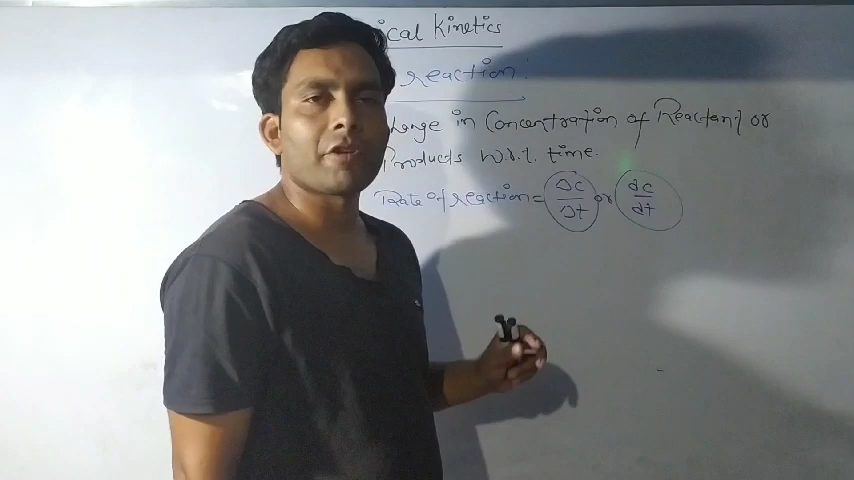 ical Kinetics
reaction:
hange in Concentration of Reactant or
Products w.r.t. time.
Rate of reaction = Δc/Δt or dc/dt